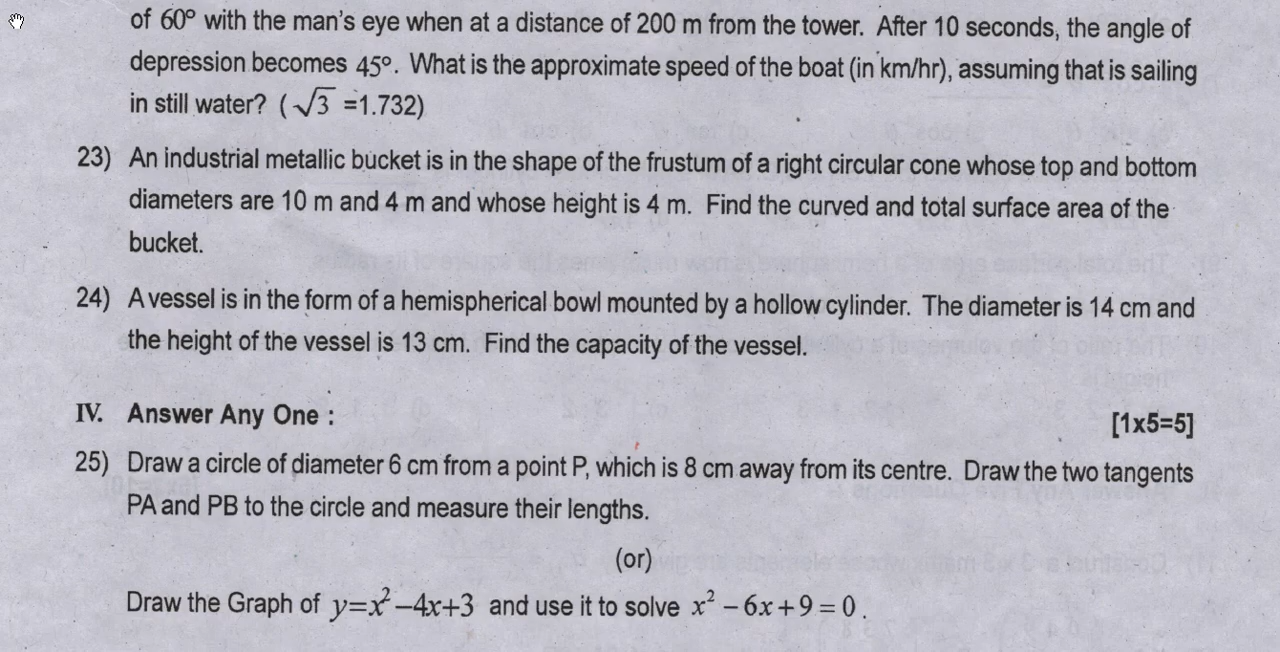 of 60° with the man's eye when at a distance of 200 m from the tower. After 10 seconds, the angle of
depression becomes 45°. What is the approximate speed of the boat (in km/hr), assuming that is sailing
in still water? ( √3 =1.732)
23) An industrial metallic bucket is in the shape of the frustum of a right circular cone whose top and bottom
diameters are 10 m and 4 m and whose height is 4 m. Find the curved and total surface area of the
bucket.
24) A vessel is in the form of a hemispherical bowl mounted by a hollow cylinder. The diameter is 14 cm and
the height of the vessel is 13 cm. Find the capacity of the vessel.
IV. Answer Any One : [1x5=5]
25) Draw a circle of diameter 6 cm from a point P, which is 8 cm away from its centre. Draw the two tangents
PA and PB to the circle and measure their lengths.
(or)
Draw the Graph of y=x²–4x+3 and use it to solve x² – 6x + 9 = 0 .